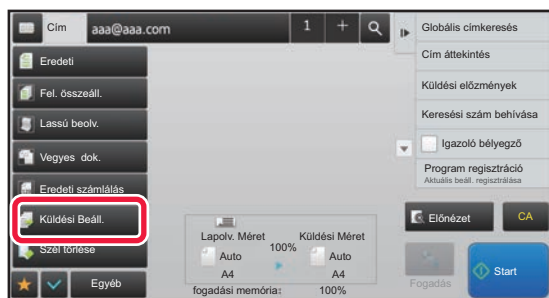 Cím
aaa@aaa.com
1
+
Globális címkeresés
Cím áttekintés
Küldési előzmények
Keresési szám behívása
Igazoló bélyegző
Program regisztráció
Aktuális beáll. regisztrálása
Eredeti
Fel. összeáll.
Lassú beolv.
Vegyes dok.
Eredeti számlálás
Küldési Beáll.
Szél törlése
Egyéb
Lapolv. Méret
100%
Küldési Méret
Auto
Auto
A4
A4
fogadási memória:
100%
Előnézet
CA
Fogadás
Start